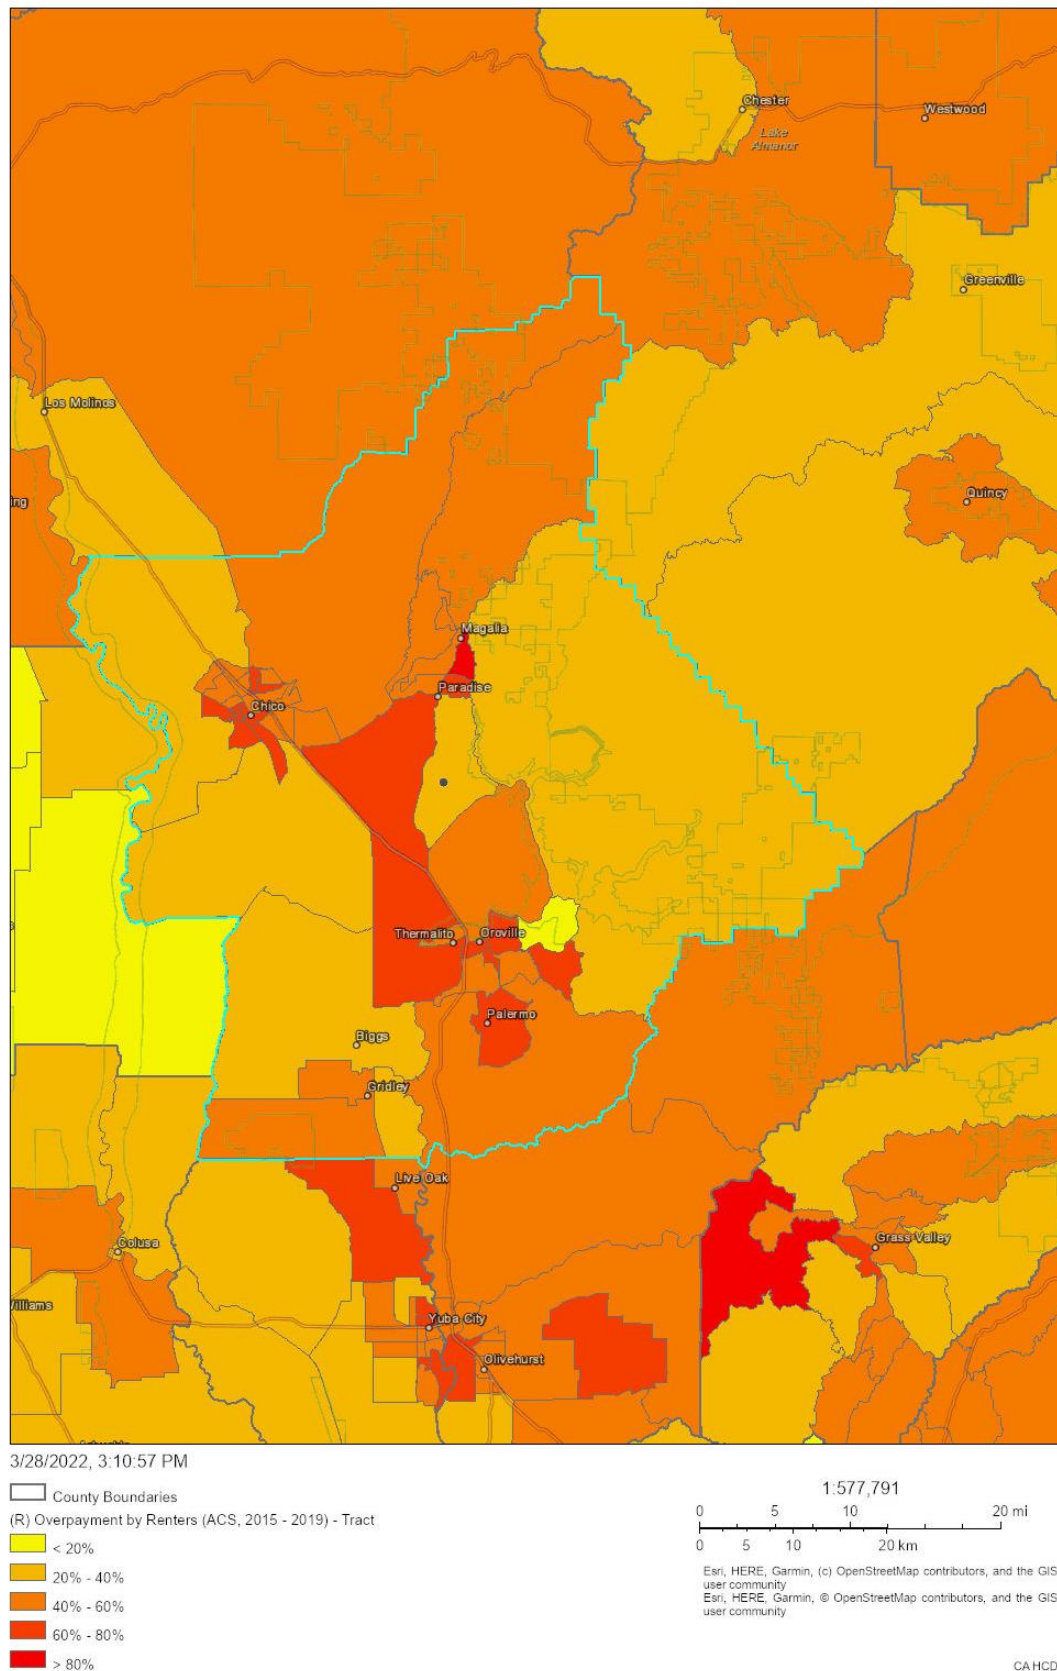 Chester
Westwood
Lake
Almanor
Greenville
Los Molinos
Quincy
ing
Magalia
Paradise
Chico
Thermalito
Oroville
Palermo
Biggs
Gridley
Live Oak
Colusa
Grass Valley
Williams
Yuba City
Olivehurst
3/28/2022, 3:10:57 PM
County Boundaries
(R) Overpayment by Renters (ACS, 2015 - 2019) - Tract
< 20%
20% - 40%
40% - 60%
60% - 80%
> 80%
1:577,791
0 5 10 20 mi
0 5 10 20 km
Esri, HERE, Garmin, (c) OpenStreetMap contributors, and the GIS
user community
Esri, HERE, Garmin, © OpenStreetMap contributors, and the GIS
user community
CA HCD